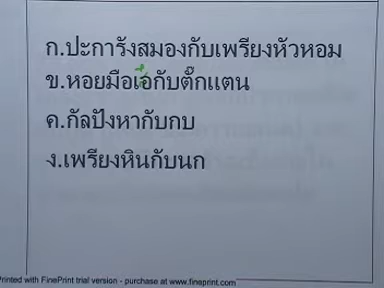 ก.ปะการังสมองกับเพรียงหัวหอม
ข.หอยมือเสือกับตั๊กแตน
ค.กัลปังหากับกบ
ง.เพรียงหินกับนก
Printed with FinePrint trial version - purchase at www.fineprint.com